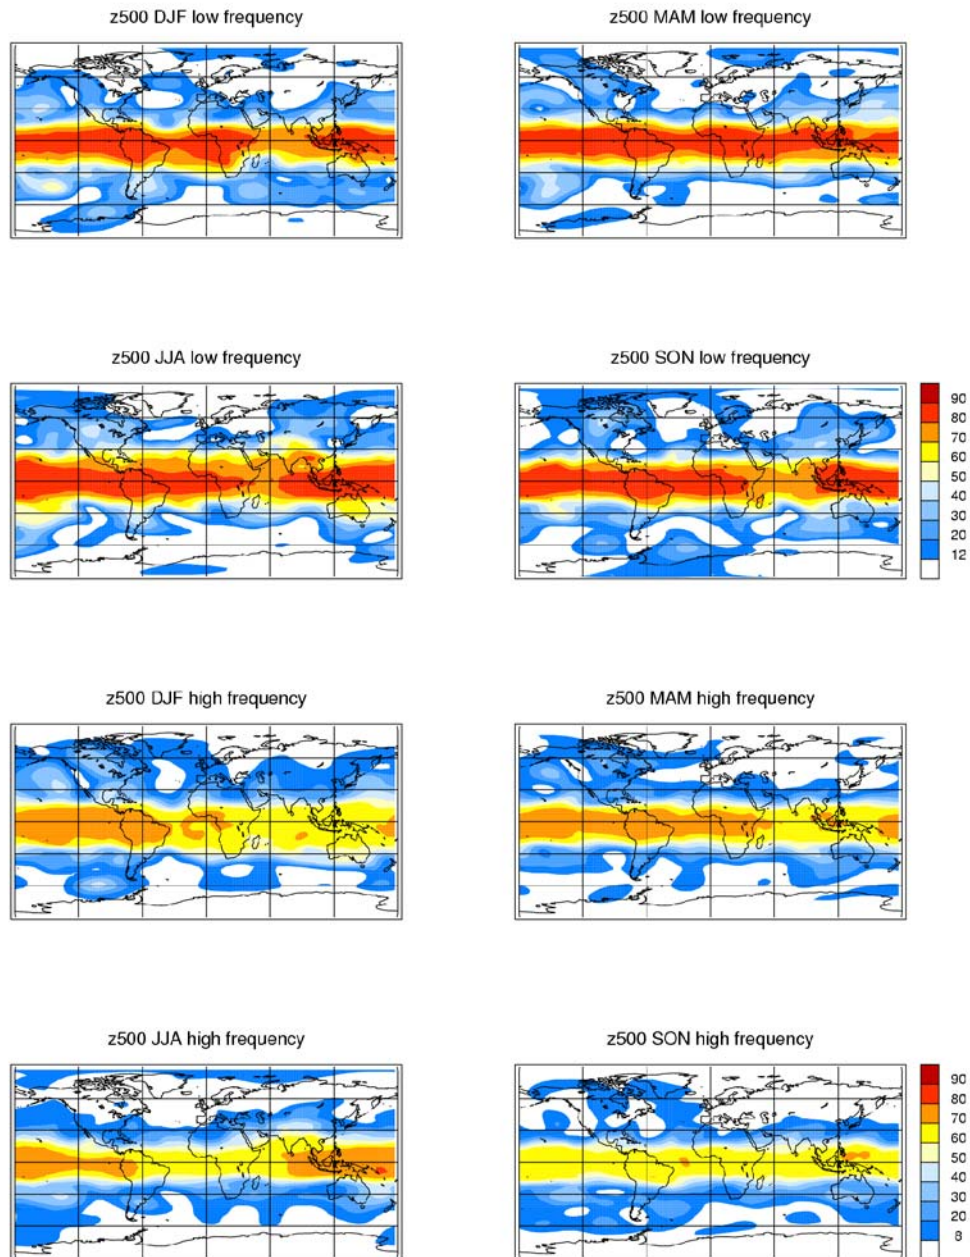 z500 DJF low frequency
z500 MAM low frequency
z500 JJA low frequency
z500 SON low frequency
90
80
70
60
50
40
30
20
12
z500 DJF high frequency
z500 MAM high frequency
z500 JJA high frequency
z500 SON high frequency
90
80
70
60
50
40
30
20
8